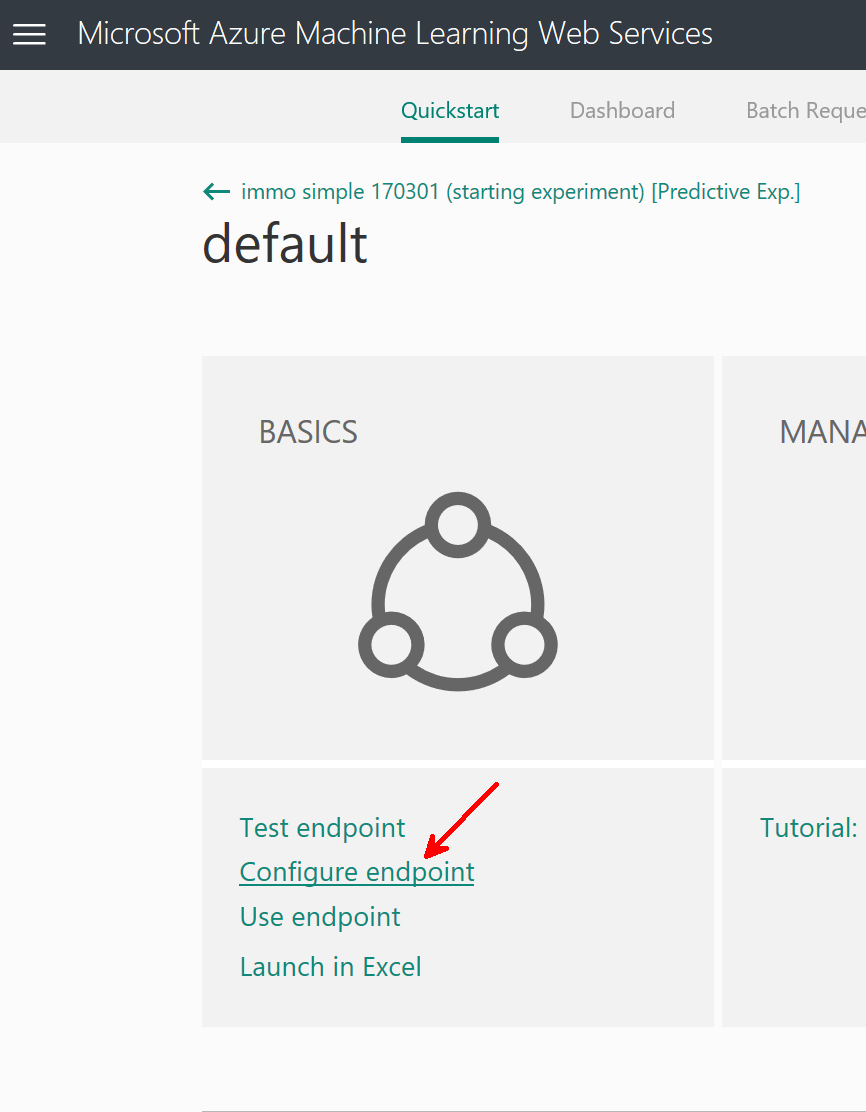 Microsoft Azure Machine Learning Web Services
Quickstart Dashboard Batch Reque
immo simple 170301 (starting experiment) [Predictive Exp.]
default
BASICS
MANA
Test endpoint
Configure endpoint
Use endpoint
Launch in Excel
Tutorial: